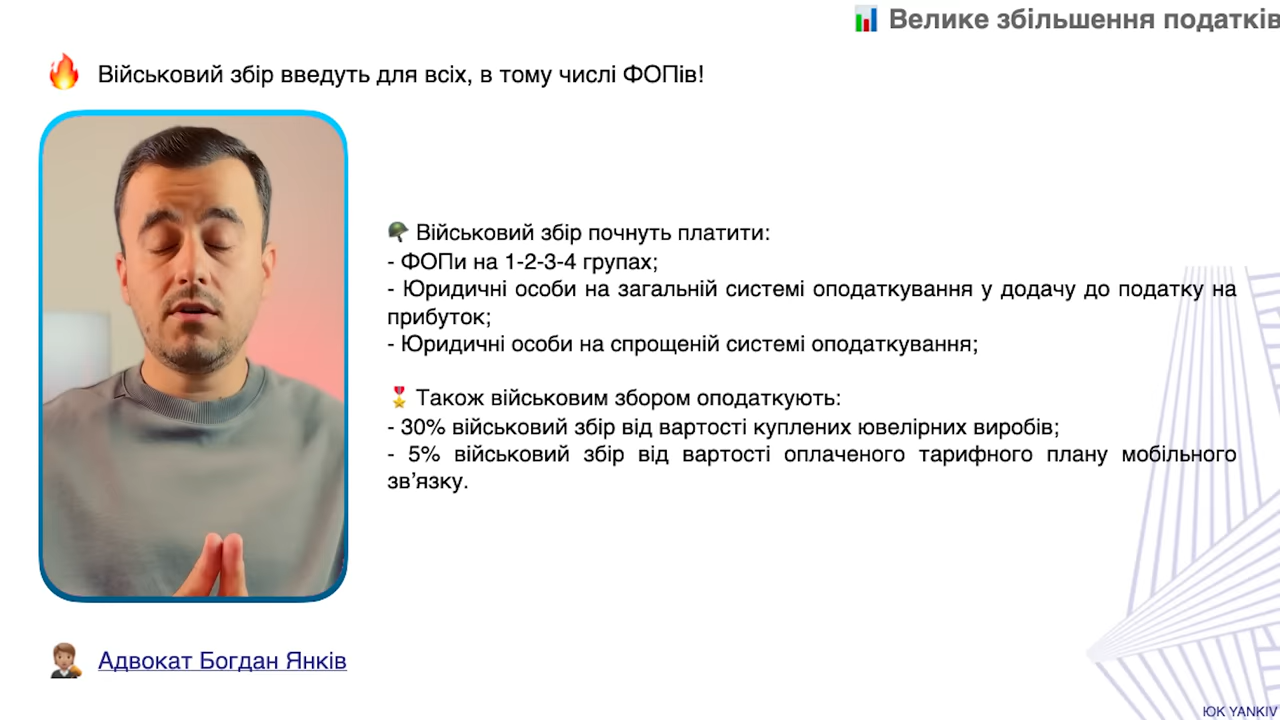 Велике збільшення податків
Військовий збір введуть для всіх, в тому числі ФОПів!
Військовий збір почнуть платити:
- ФОПи на 1-2-3-4 групах;
- Юридичні особи на загальній системі оподаткування у додачу до податку на
прибуток;
- Юридичні особи на спрощеній системі оподаткування;
Також військовим збором оподаткують:
- 30% військовий збір від вартості куплених ювелірних виробів;
- 5% військовий збір від вартості оплаченого тарифного плану мобільного
зв’язку.
Адвокат Богдан Янків
ЮК YANKIV